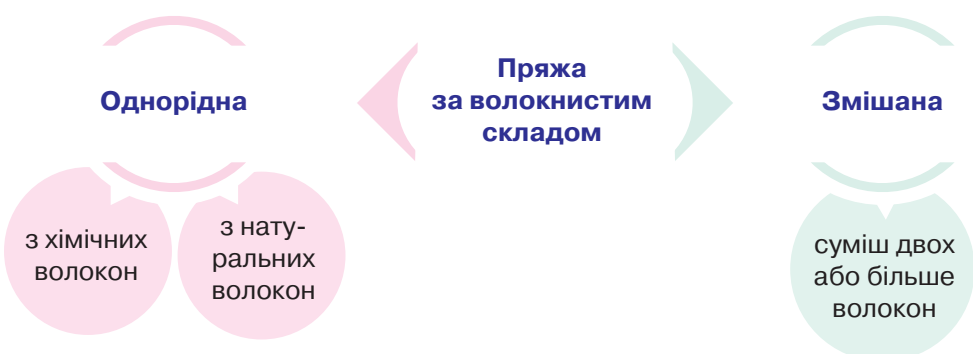 Пряжа
за волокнистим
складом
Однорідна
з хімічних
волокон
з нату-
ральних
волокон
Змішана
суміш двох
або більше
волокон